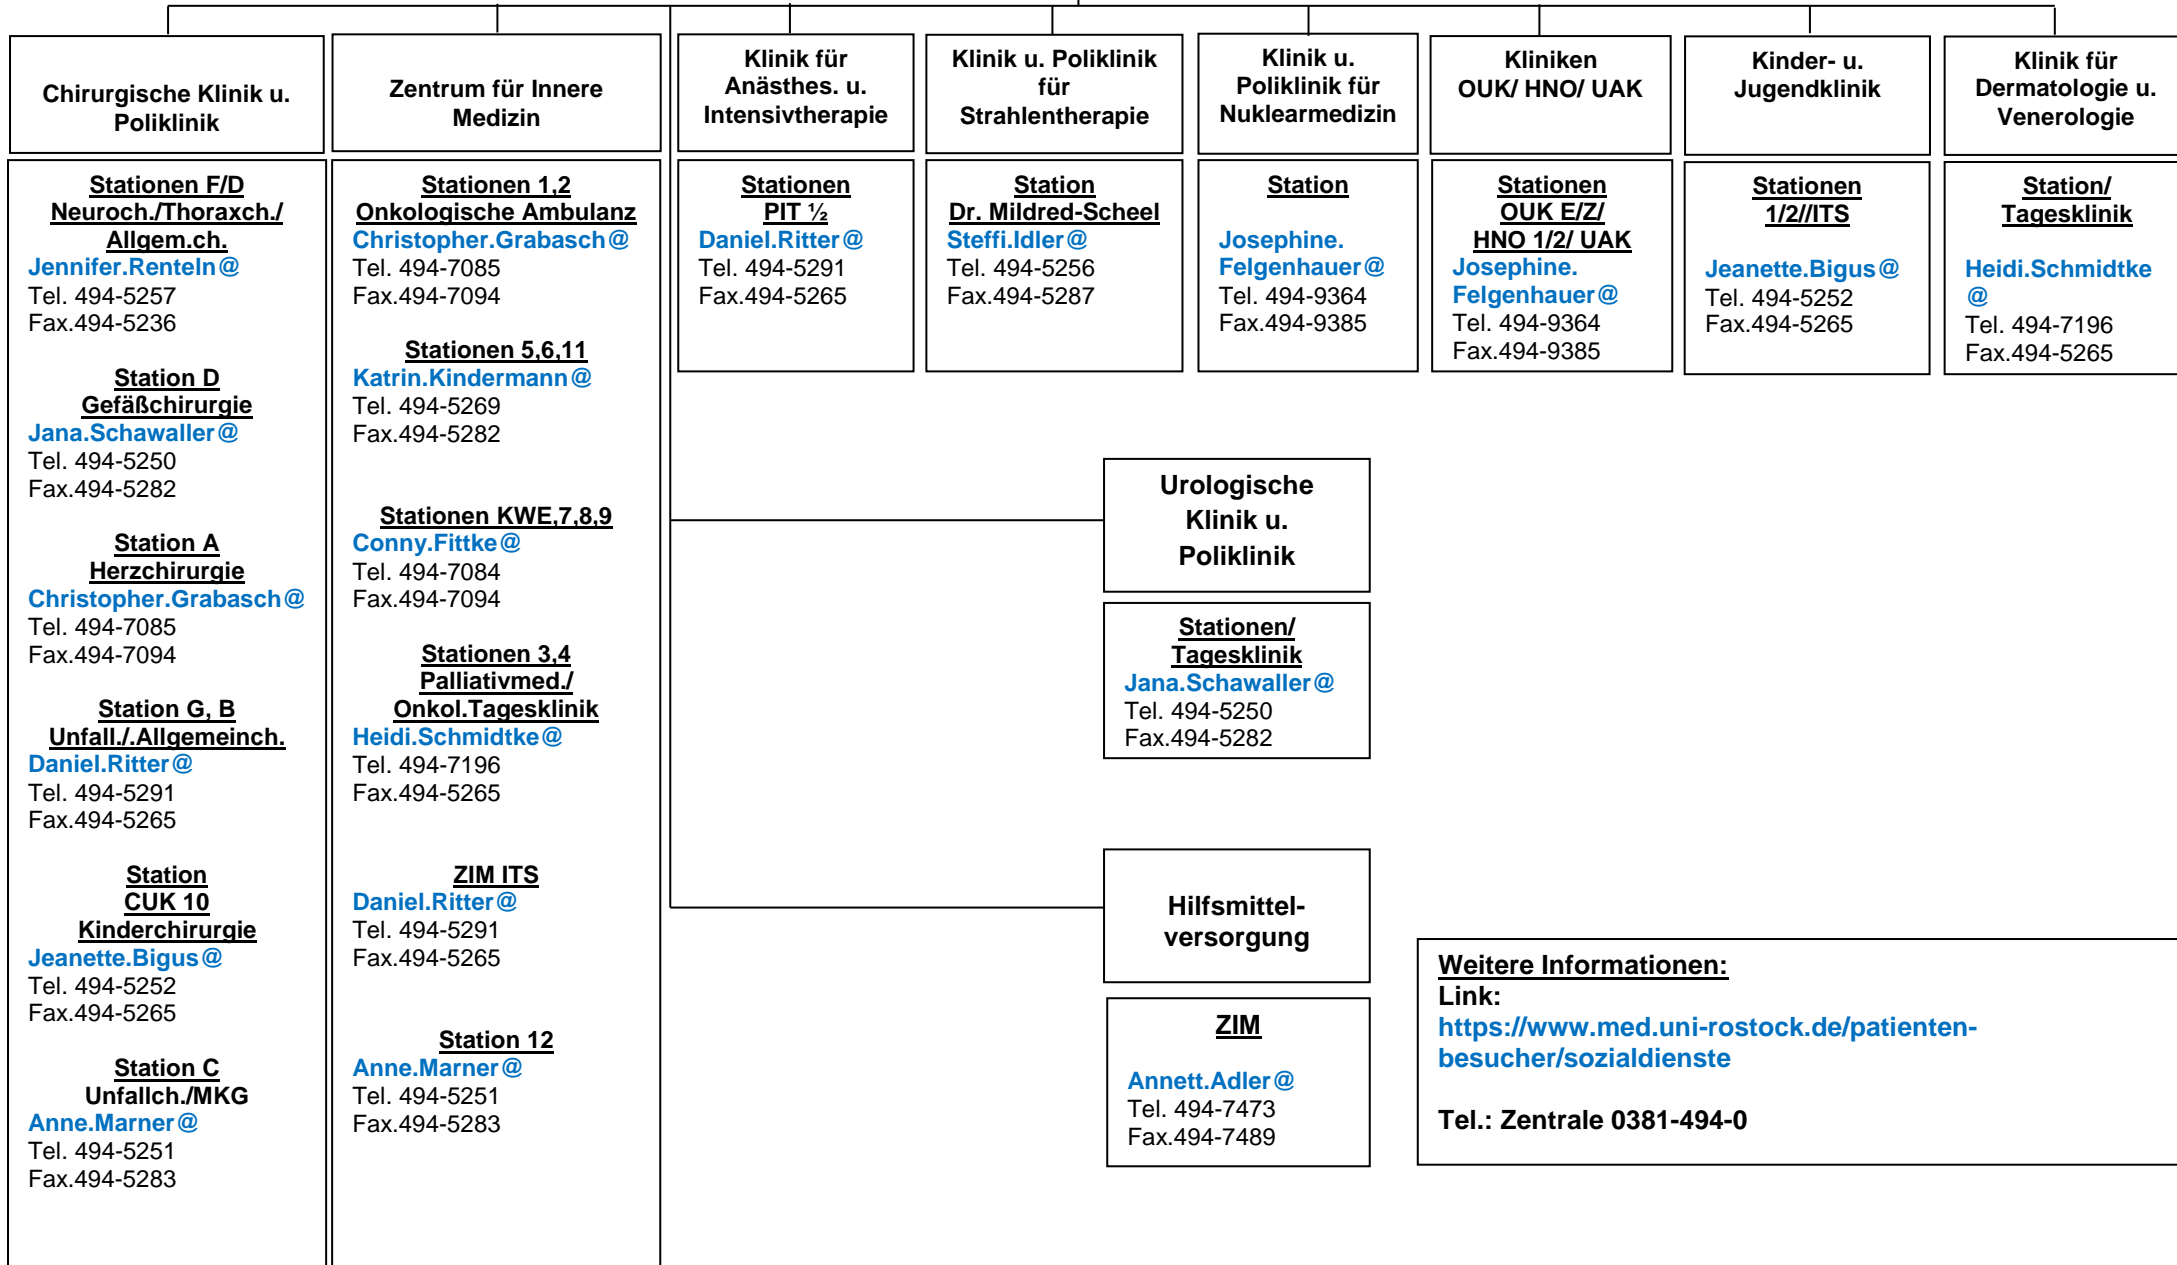 Chirurgische Klinik u.
Poliklinik
Zentrum für Innere
Medizin
Klinik für
Anästhes. u.
Intensivtherapie
Klinik u. Poliklinik
für
Strahlentherapie
Klinik u.
Poliklinik für
Nuklearmedizin
Kliniken
OUK/ HNO/ UAK
Kinder- u.
Jugendklinik
Klinik für
Dermatologie u.
Venerologie
Stationen F/D
Neuroch./Thoraxch./
Allgem.ch.
Jennifer.Renteln@
Tel. 494-5257
Fax.494-5236
Station D
Gefäßchirurgie
Jana.Schawaller@
Tel. 494-5250
Fax.494-5282
Station A
Herzchirurgie
Christopher.Grabasch@
Tel. 494-7085
Fax.494-7094
Station G, B
Unfall./.Allgemeinch.
Daniel.Ritter@
Tel. 494-5291
Fax.494-5265
Station
CUK 10
Kinderchirurgie
Jeanette.Bigus@
Tel. 494-5252
Fax.494-5265
Station C
Unfallch./MKG
Anne.Marner@
Tel. 494-5251
Fax.494-5283
Stationen 1,2
Onkologische Ambulanz
Christopher.Grabasch@
Tel. 494-7085
Fax.494-7094
Stationen 5,6,11
Katrin.Kindermann@
Tel. 494-5269
Fax.494-5282
Stationen KWE,7,8,9
Conny.Fittke@
Tel. 494-7084
Fax.494-7094
Stationen 3,4
Palliativmed./
Onkol.Tagesklinik
Heidi.Schmidtke@
Tel. 494-7196
Fax.494-5265
ZIM ITS
Daniel.Ritter@
Tel. 494-5291
Fax.494-5265
Station 12
Anne.Marner@
Tel. 494-5251
Fax.494-5283
Stationen
PIT ½
Daniel.Ritter@
Tel. 494-5291
Fax.494-5265
Station
Dr. Mildred-Scheel
Steffi.Idler@
Tel. 494-5256
Fax.494-5287
Station
Josephine.
Felgenhauer@
Tel. 494-9364
Fax.494-9385
Stationen
OUK E/Z/
HNO 1/2/ UAK
Josephine.
Felgenhauer@
Tel. 494-9364
Fax.494-9385
Stationen
1/2//ITS
Jeanette.Bigus@
Tel. 494-5252
Fax.494-5265
Station/
Tagesklinik
Heidi.Schmidtke
@
Tel. 494-7196
Fax.494-5265
Urologische
Klinik u.
Poliklinik
Stationen/
Tagesklinik
Jana.Schawaller@
Tel. 494-5250
Fax.494-5282
Hilfsmittel-
versorgung
ZIM
Annett.Adler@
Tel. 494-7473
Fax.494-7489
Weitere Informationen:
Link:
https://www.med.uni-rostock.de/patienten-
besucher/sozialdienste
Tel.: Zentrale 0381-494-0